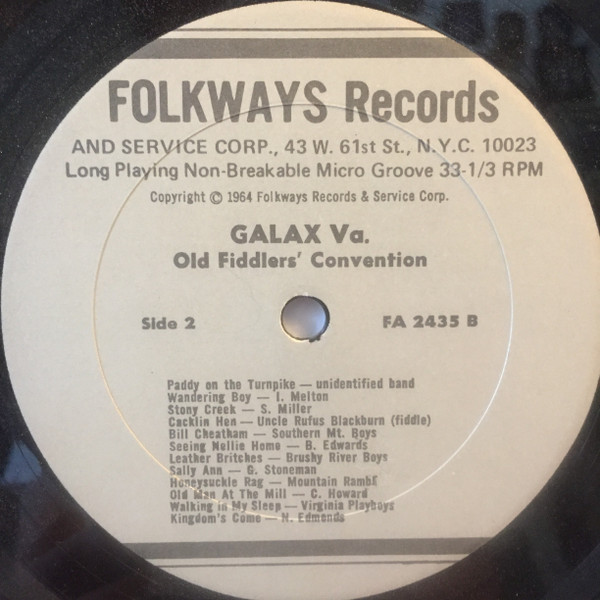 FOLKWAYS Records
AND SERVICE CORP., 43 W. 61st St., N.Y.C. 10023
Long Playing Non-Breakable Micro Groove 33-1/3 RPM
Copyright © 1964 Folkways Records & Service Corp.
GALAX Va.
Old Fiddlers' Convention
Side 2
FA 2435 B
Paddy on the Turnpike — unidentified band
Wandering Boy — I. Melton
Stony Creek — S. Miller
Cacklin Hen — Uncle Rufus Blackburn (fiddle)
Bill Cheatham — Southern Mt. Boys
Seeing Nellie Home — B. Edwards
Leather Britches — Brushy River Boys
Sally Ann — G. Stoneman
Honeysuckle Rag — Mountain
Old Man At The Mill — C. Howard
Walking in My Sleep — Virginia Playboys
Kingdom's Come — N. Edmonds